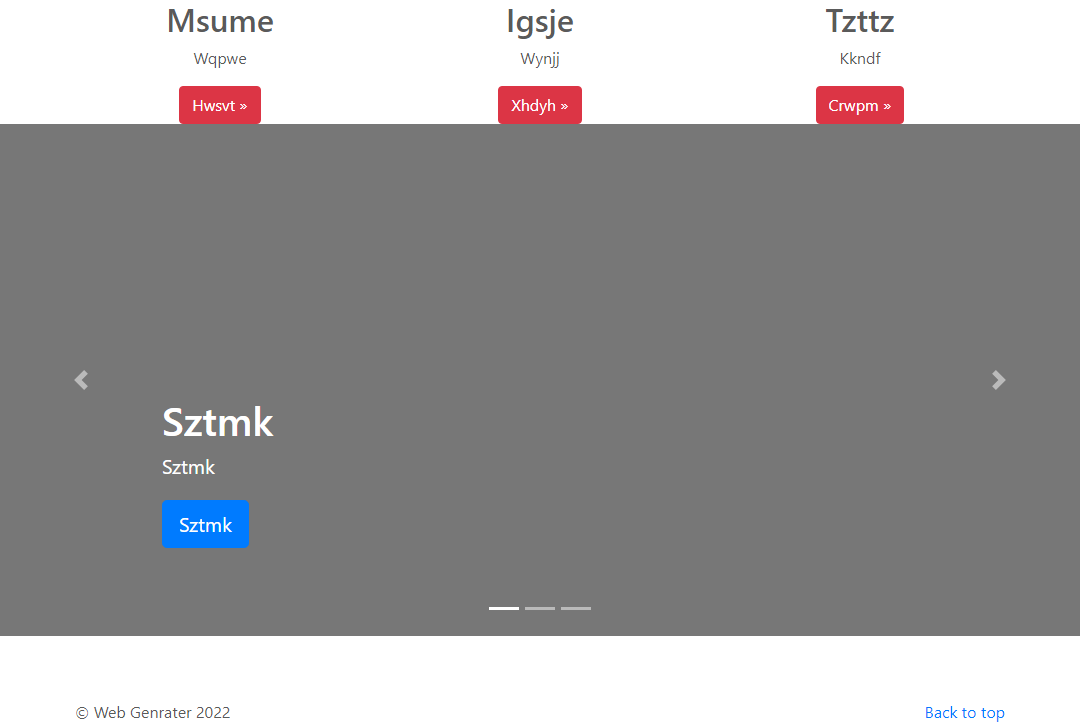 Msume Igsje Tzttz
Wqpwe Wynjj Kkndf
Hwsvt » Xhdyh » Crwpm »
Sztmk
Sztmk
Sztmk
© Web Genrater 2022 Back to top